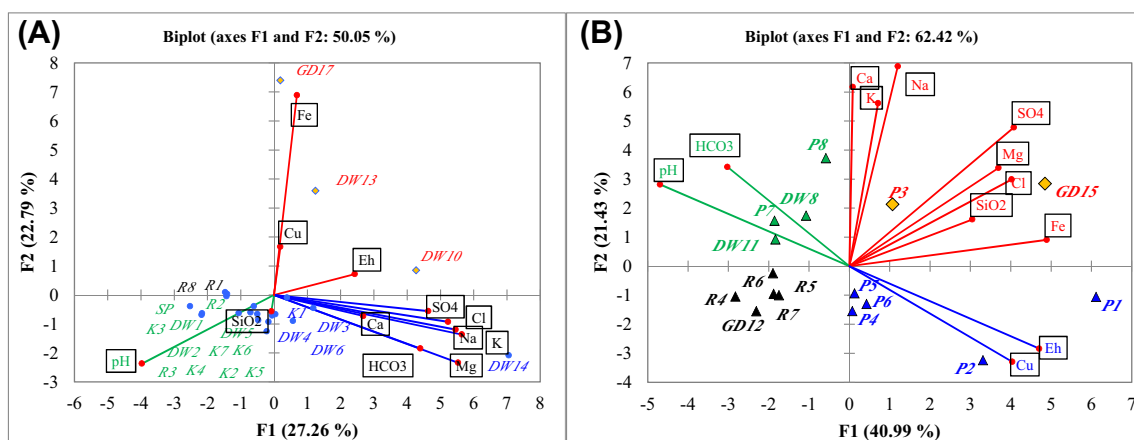 (A)
Biplot (axes F1 and F2: 50.05 %)
8
7
6
5
4
3
2
1
0
-1
-2
-3
F2 (22.79 %)
GD17
Fe
DW13
Cu
Eh
DW10
R8 R1
SP R2
K3 DW1
SiO2
K1
SO4
Cl
Ca
Na
K
DW5 DW4 DW3
DW2 K7 K6 DW6
pH
R3 K4 K2 K5
HCO3
Mg
DW14
-6 -5 -4 -3 -2 -1 0 1 2 3 4 5 6 7 8
F1 (27.26 %)
(B)
Biplot (axes F1 and F2: 62.42 %)
7
6
5
4
3
2
1
0
-1
-2
-3
-4
F2 (21.43 %)
Ca
K
Na
SO4
HCO3
P8
Mg
pH
Cl
P3
GD15
DW8
P7
SiO2
Fe
DW11
R6
R4 R5
P5
P6
GD12 R7
P4
P1
Eh
P2
Cu
-5 -4 -3 -2 -1 0 1 2 3 4 5 6 7
F1 (40.99 %)